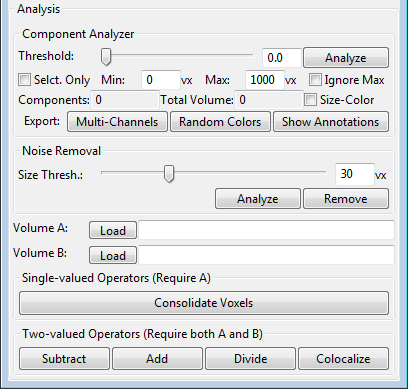 Analysis
Component Analyzer
Threshold: 0.0 Analyze
Selct. Only Min: 0 vx Max: 1000 vx Ignore Max
Components: 0 Total Volume: 0 Size-Color
Export: Multi-Channels Random Colors Show Annotations
Noise Removal
Size Thresh.: 30 vx
Analyze Remove
Volume A: Load
Volume B: Load
Single-valued Operators (Require A)
Consolidate Voxels
Two-valued Operators (Require both A and B)
Subtract Add Divide Colocalize